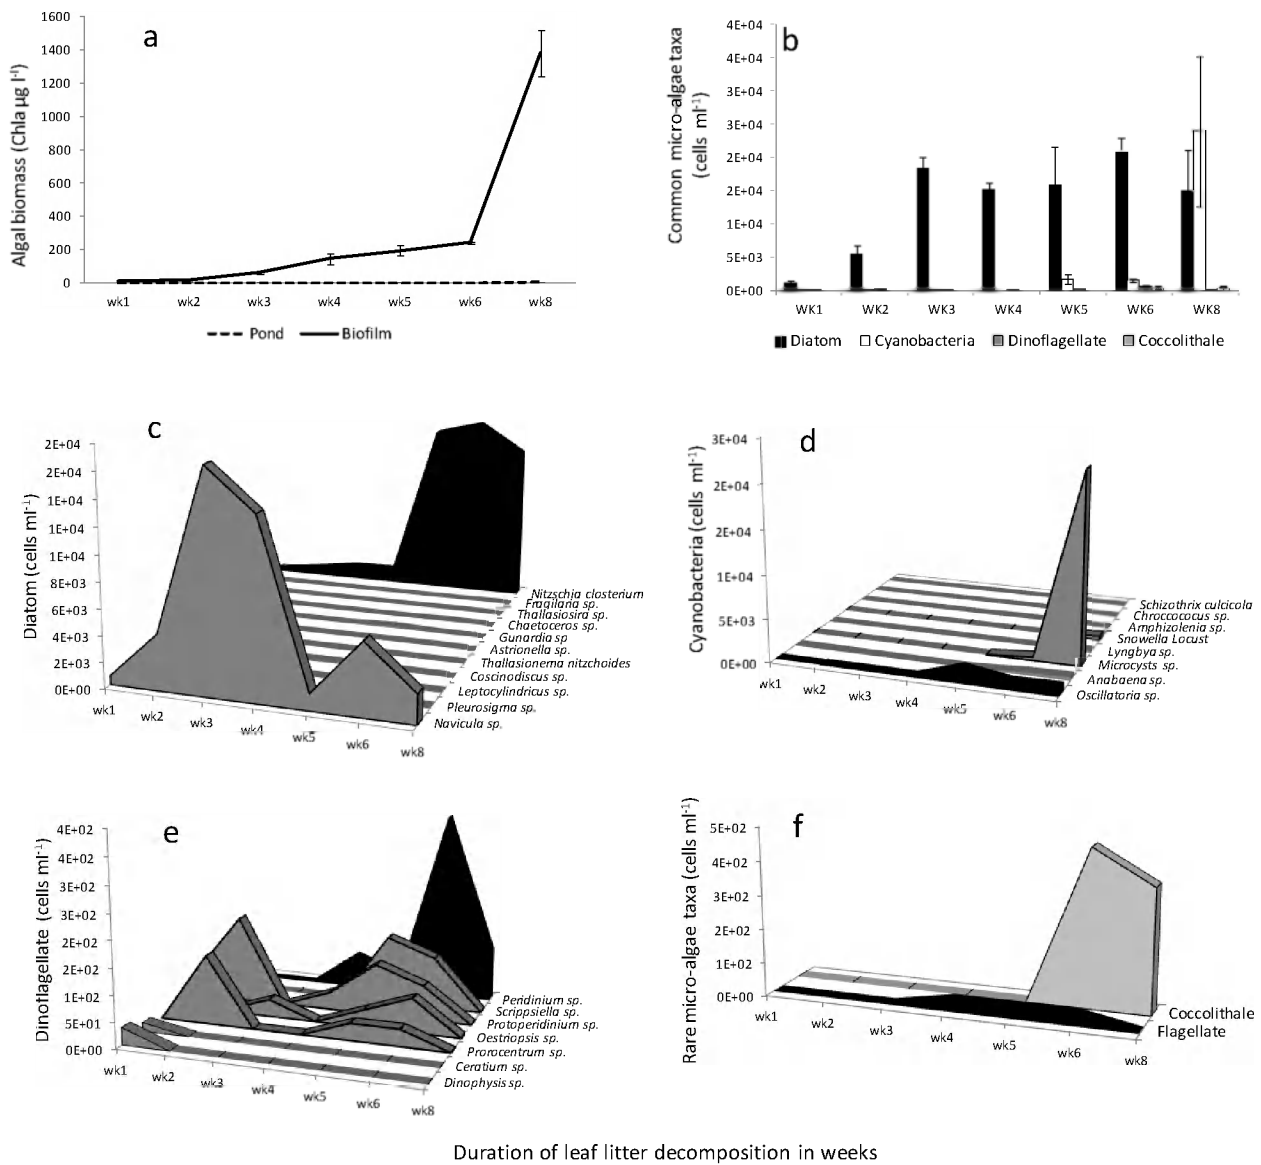 a
Algal biomass (Chla µg l-1)
1600
1400
1200
1000
800
600
400
200
0
wk1 wk2 wk3 wk4 wk5 wk6 wk8
Pond Biofilm
b
Common micro-algae taxa
(cells ml-1)
4E+04
4E+04
3E+04
3E+04
2E+04
2E+04
1E+04
5E+03
0E+00
WK1 WK2 WK3 WK4 WK5 WK6 WK8
Diatom Cyanobacteria Dinoflagellate Coccolithale
c
Diatom (cells ml-1)
2E+04
2E+04
1E+04
1E+04
1E+04
8E+03
6E+03
4E+03
2E+03
0E+00
wk1 wk2 wk3 wk4 wk5 wk6 wk8
Nitzschia closterium
Fragilaria sp.
Thallasiosira sp.
Chaetoceros sp.
Gunardia sp
Astrionella sp.
Thallasionema nitzchoides
Coscinodiscus sp.
Leptocylindricus sp.
Pleurosigma sp.
Navicula sp.
d
Cyanobacteria (cells ml-1)
3E+04
2E+04
2E+04
1E+04
5E+03
0E+00
wk1 wk2 wk3 wk4 wk5 wk6 wk8
Schizothrix culcicola
Chroccocus sp.
Amphizolenia sp.
Snowella Locust
Lyngbya sp.
Microcysts sp.
Anabaena sp.
Oscillatoria sp.
e
Dinoflagellate (cells ml-1)
4E+02
4E+02
3E+02
3E+02
2E+02
2E+02
1E+02
5E+01
0E+00
wk1 wk2 wk3 wk4 wk5 wk6 wk8
Peridinium sp.
Scrippsiella sp.
Protoperidinium sp.
Oestriopsis sp.
Prorocentrum sp.
Ceratium sp.
Dinophysis sp.
f
Rare micro-algae taxa (cells ml-1)
5E+02
4E+02
3E+02
2E+02
1E+02
0E+00
wk1 wk2 wk3 wk4 wk5 wk6 wk8
Coccolithale
Flagellate
Duration of leaf litter decomposition in weeks